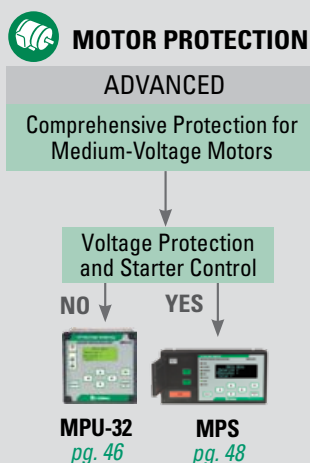 MOTOR PROTECTION
ADVANCED
Comprehensive Protection for
Medium-Voltage Motors
Voltage Protection
and Starter Control
NO
YES
MPU-32
MPS
pg. 46
pg. 48